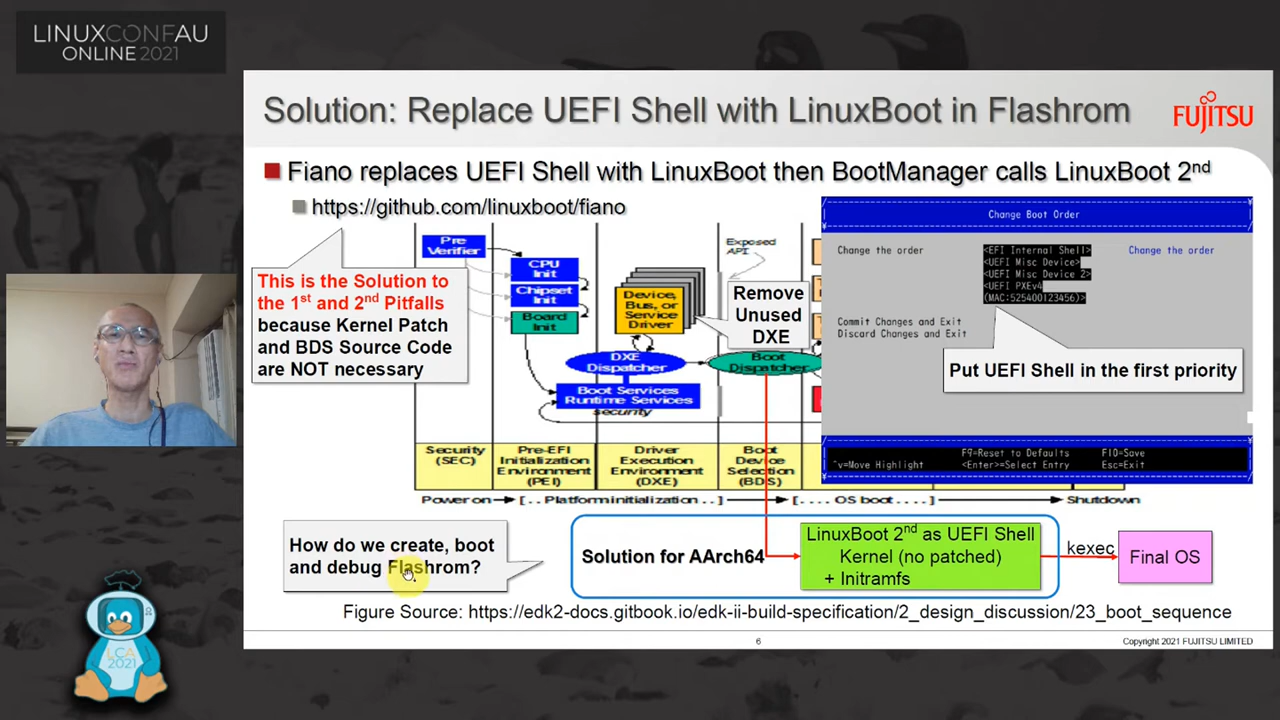 LINUXCONFAU
ONLINE 2021
Solution: Replace UEFI Shell with LinuxBoot in Flashrom
FUJITSU
Fiano replaces UEFI Shell with LinuxBoot then BootManager calls LinuxBoot 2nd
https://github.com/linuxboot/fiano
This is the Solution to
the 1st and 2nd Pitfalls
because Kernel Patch
and BDS Source Code
are NOT necessary
Pre
Verifier
CPU
Init
Chipset
Init
Board
Init
Device,
Bus, or
Service
Driver
Exposed
API
Remove
Unused
DXE
DXE
Dispatcher
Boot
Dispatcher
Boot Services
Runtime Services
security
Change Boot Order
Change the order
<EFI Internal Shell>
<UEFI Misc Device>
<UEFI Misc Device 2>
<UEFI PXEv4
(MAC:525400123456)>
Change the order
Commit Changes and Exit
Discard Changes and Exit
Put UEFI Shell in the first priority
F9=Reset to Defaults
F10=Save
^v=Move Highlight
<Enter>=Select Entry
Esc=Exit
Security
(SEC)
Pre-EFI
Initialization
Environment
(PEI)
Driver
Execution
Environment
(DXE)
Boot
Device
Selection
(BDS)
Power on
[ . . Platform initialization . . ]
[ . . . . OS boot . . . . ]
Shutdown
How do we create, boot
and debug Flashrom?
Solution for AArch64
LinuxBoot 2nd as UEFI Shell
Kernel (no patched)
+ Initramfs
kexec
Final OS
Figure Source: https://edk2-docs.gitbook.io/edk-ii-build-specification/2_design_discussion/23_boot_sequence
6
Copyright 2021 FUJITSU LIMITED
LCA
2021